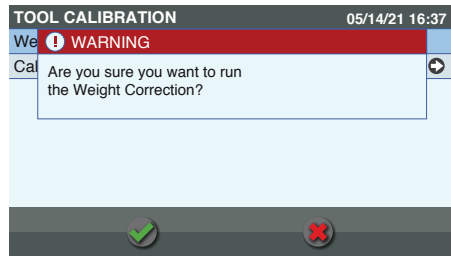 TOOL CALIBRATION 05/14/21 16:37
We
WARNING
Cal
Are you sure you want to run
the Weight Correction?